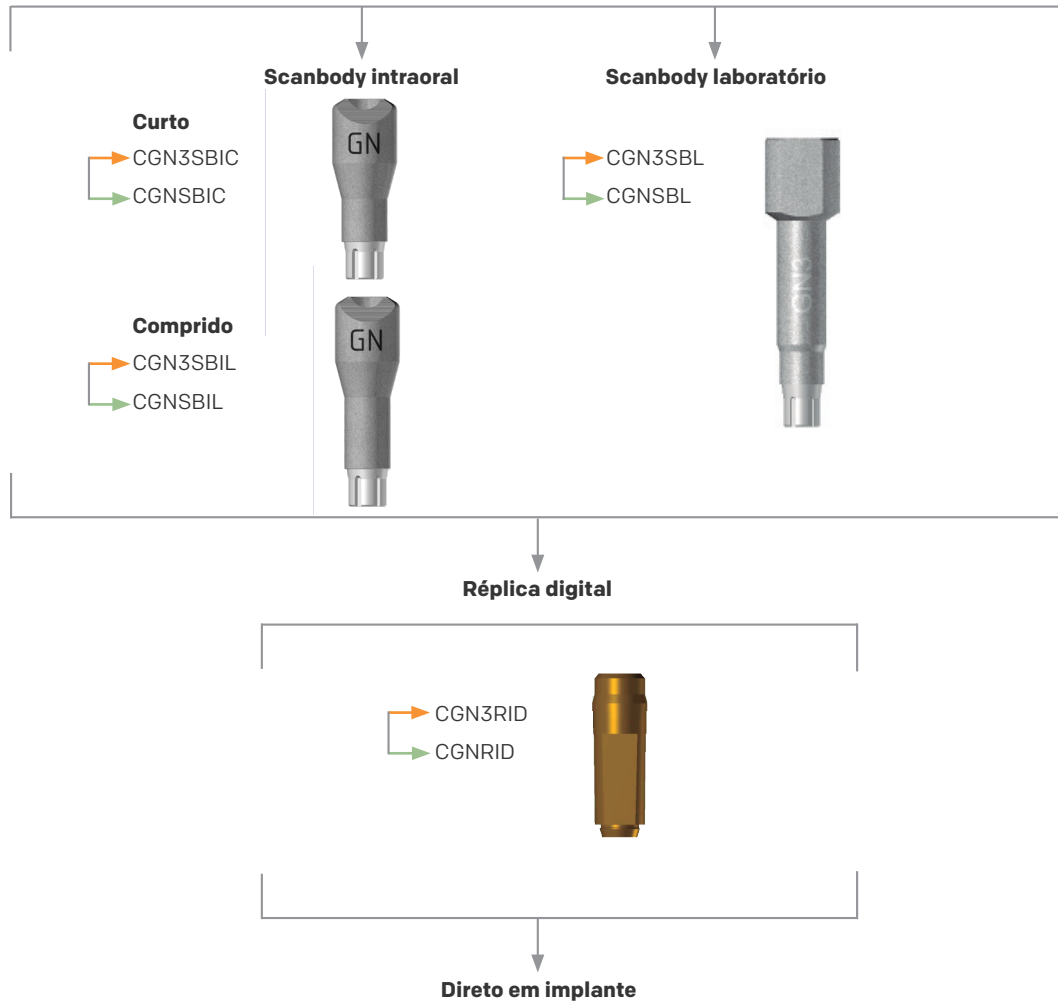 Scanbody intraoral
Scanbody laboratório
Curto
CGN3SBIC
CGNSBIC
GN
CGN3SBL
CGNSBL
GN3
Comprido
CGN3SBIL
CGNSBIL
GN
Réplica digital
CGN3RID
CGNRID
Direto em implante